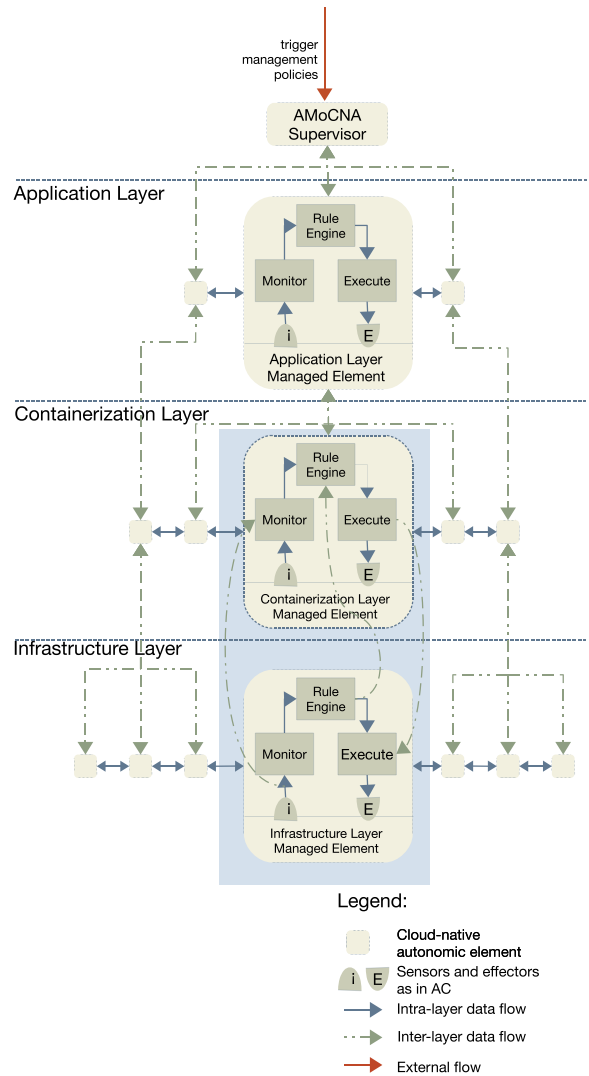 trigger
management
policies
AMoCNA
Supervisor
Application Layer
Rule
Engine
Monitor
Execute
i
E
Application Layer
Managed Element
Containerization Layer
Rule
Engine
Monitor
Execute
i
E
Containerization Layer
Managed Element
Infrastructure Layer
Rule
Engine
Monitor
Execute
i
E
Infrastructure Layer
Managed Element
Legend:
Cloud-native
autonomic element
i
E
Sensors and effectors
as in AC
Intra-layer data flow
Inter-layer data flow
External flow